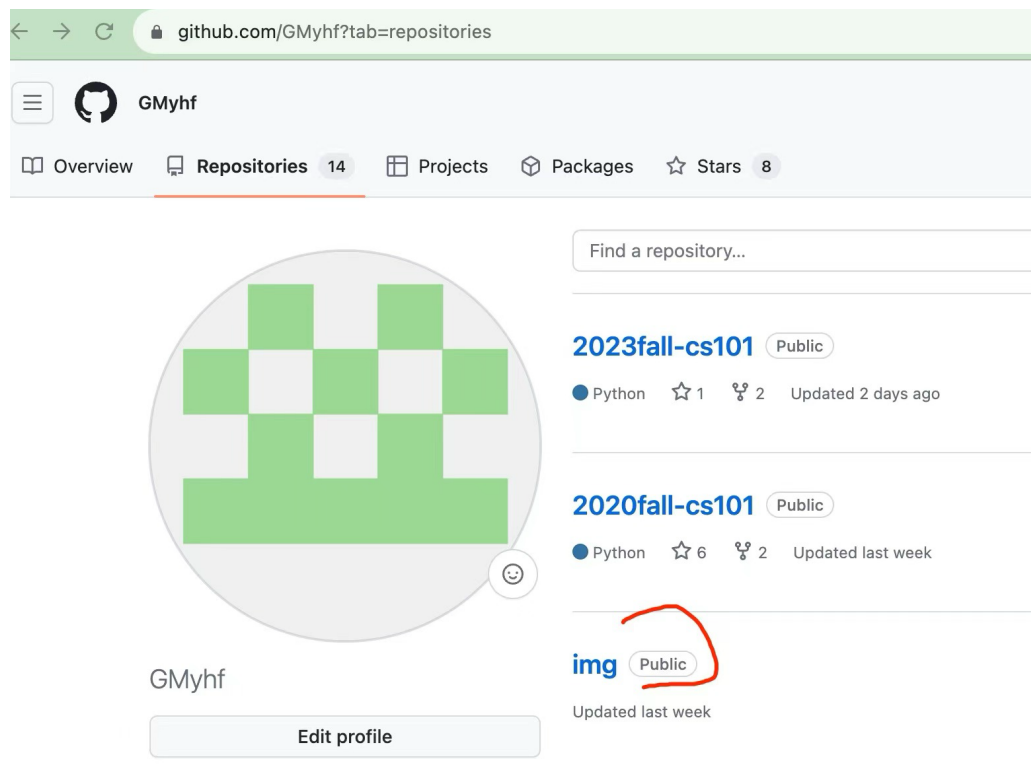 github.com/GMyhf?tab=repositories
GMyhf
Overview Repositories 14 Projects Packages Stars 8
Find a repository...
2023fall-cs101 Public
Python 1 2 Updated 2 days ago
2020fall-cs101 Public
Python 6 2 Updated last week
img Public
Updated last week
GMyhf
Edit profile